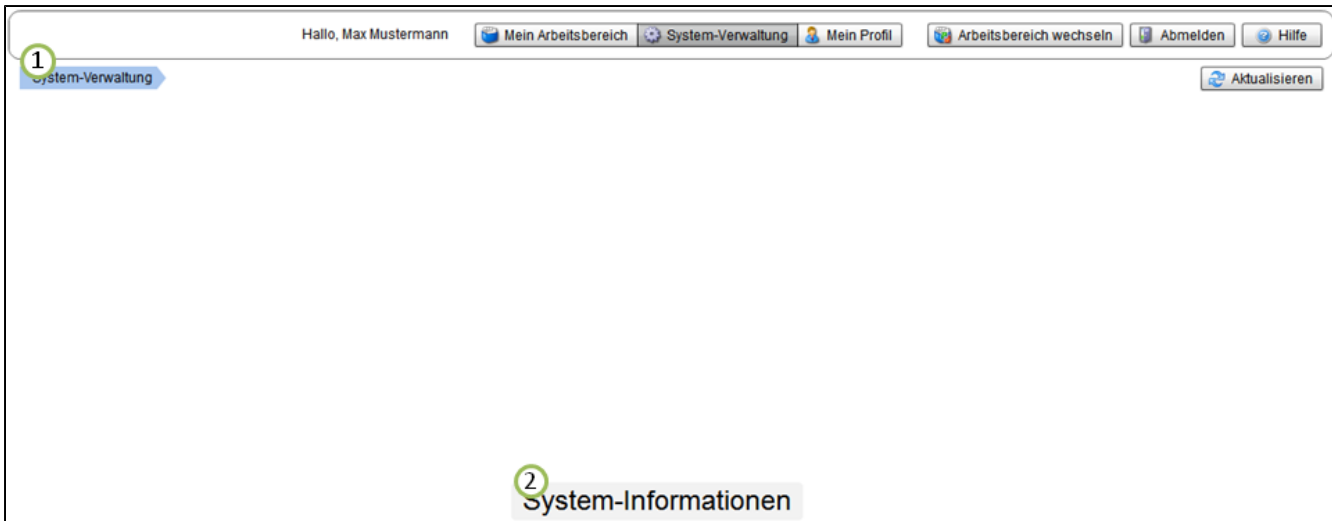 Hallo, Max Mustermann Mein Arbeitsbereich System-Verwaltung Mein Profil Arbeitsbereich wechseln Abmelden Hilfe
1
System-Verwaltung Aktualisieren
2
System-Informationen